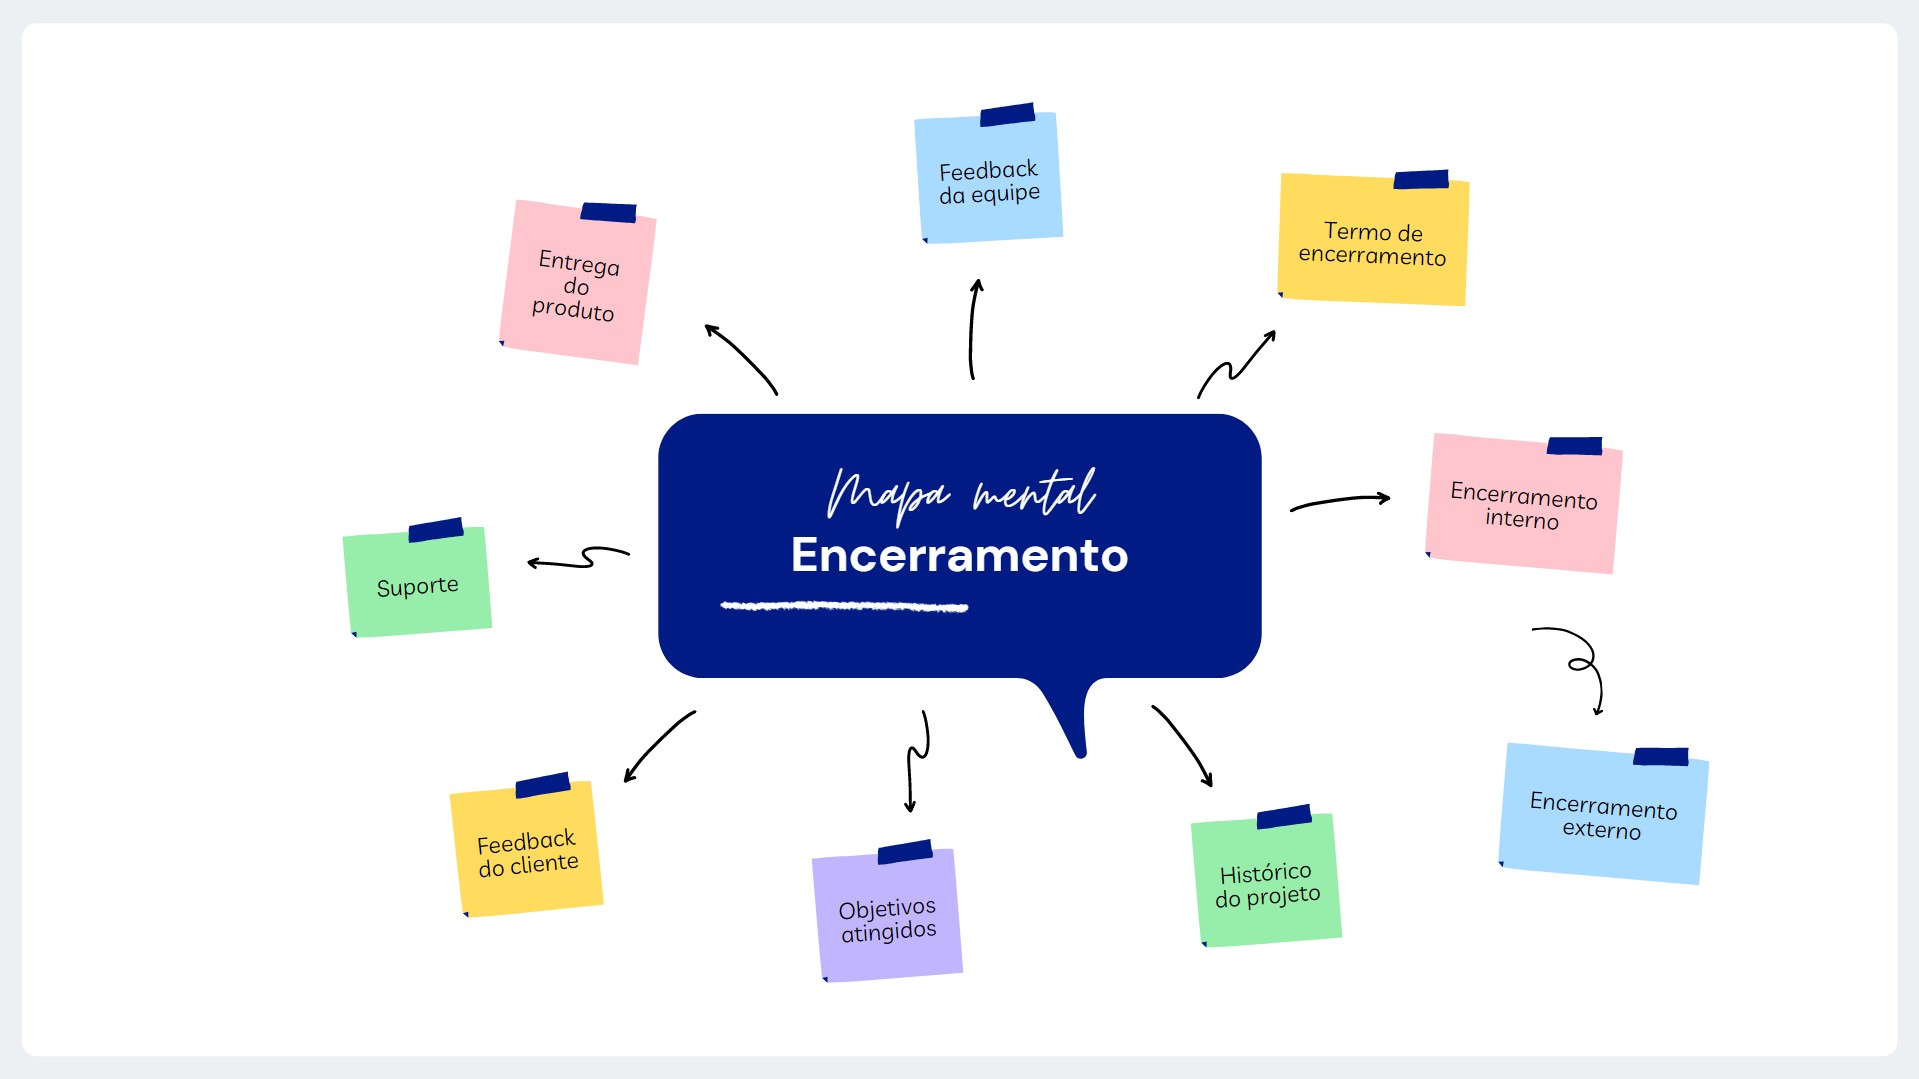 Feedback
da equipe
Termo de
encerramento
Entrega
do
produto
Mapa mental
Encerramento
Encerramento
interno
Suporte
Encerramento
externo
Feedback
do cliente
Objetivos
atingidos
Histórico
do projeto